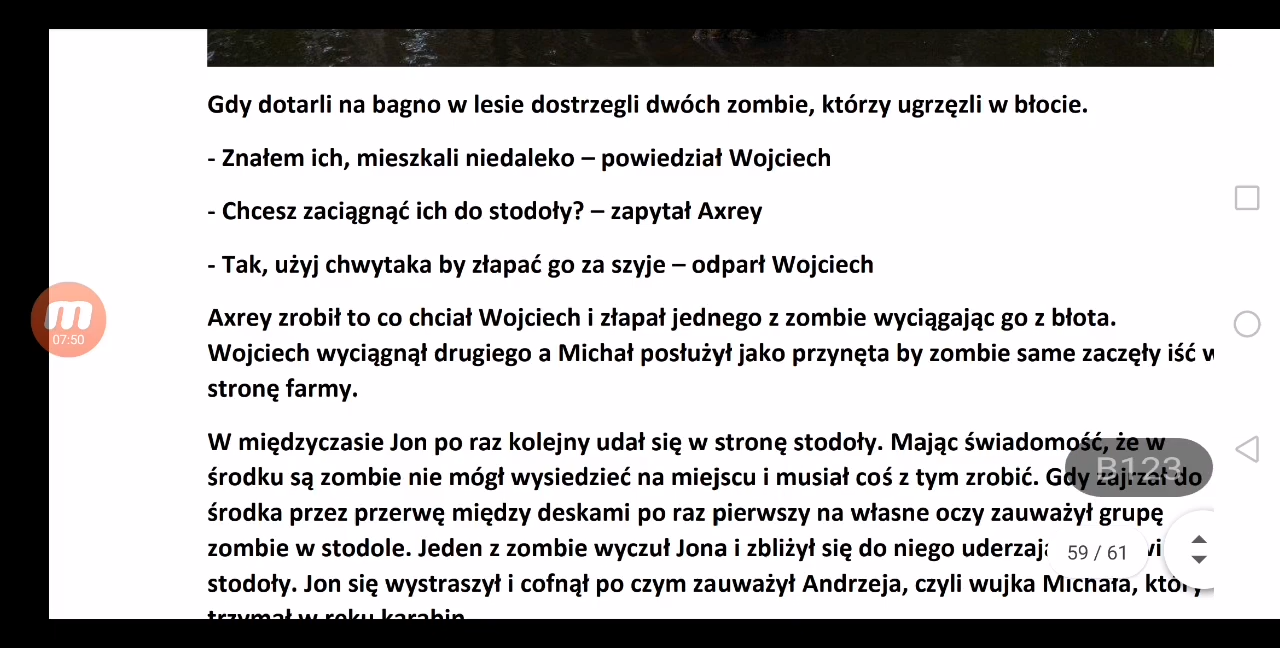 Gdy dotarli na bagno w lesie dostrzegli dwóch zombie, którzy ugrzęzli w błocie.
- Znałem ich, mieszkali niedaleko – powiedział Wojciech
- Chcesz zaciągnąć ich do stodoły? – zapytał Axrey
- Tak, użyj chwytaka by złapać go za szyje – odparł Wojciech
Axrey zrobił to co chciał Wojciech i złapał jednego z zombie wyciągając go z błota.
Wojciech wyciągnął drugiego a Michał posłużył jako przynęta by zombie same zaczęły iść w
stronę farmy.
W międzyczasie Jon po raz kolejny udał się w stronę stodoły. Mając świadomość, że w
środku są zombie nie mógł wysiedzieć na miejscu i musiał coś z tym zrobić. Gdy zajrzał do
środka przez przerwę między deskami po raz pierwszy na własne oczy zauważył grupę
zombie w stodole. Jeden z zombie wyczuł Jona i zbliżył się do niego
stodoły. Jon się wystraszył i cofnął po czym zauważył Andrzeja, czyli wujka Michała, który
trzymał w ręku karabin
m
07:50
B123
59 / 61